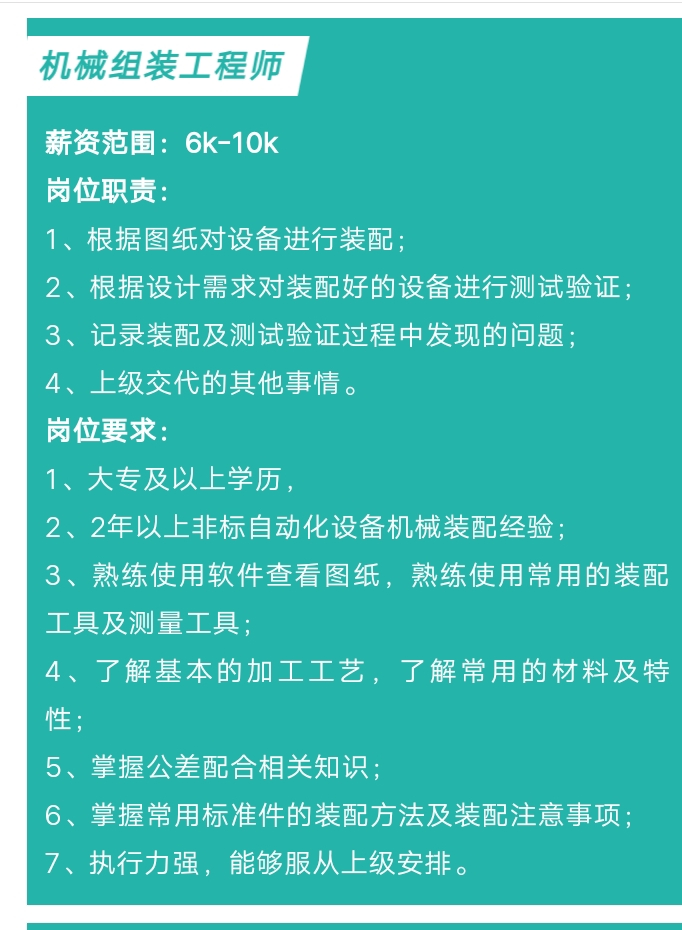 机械组装工程师
薪资范围：6k-10k
岗位职责：
1、根据图纸对设备进行装配；
2、根据设计需求对装配好的设备进行测试验证；
3、记录装配及测试验证过程中发现的问题；
4、上级交代的其他事情。
岗位要求：
1、大专及以上学历，
2、2年以上非标自动化设备机械装配经验；
3、熟练使用软件查看图纸，熟练使用常用的装配
工具及测量工具；
4、了解基本的加工工艺，了解常用的材料及特
性；
5、掌握公差配合相关知识；
6、掌握常用标准件的装配方法及装配注意事项；
7、执行力强，能够服从上级安排。